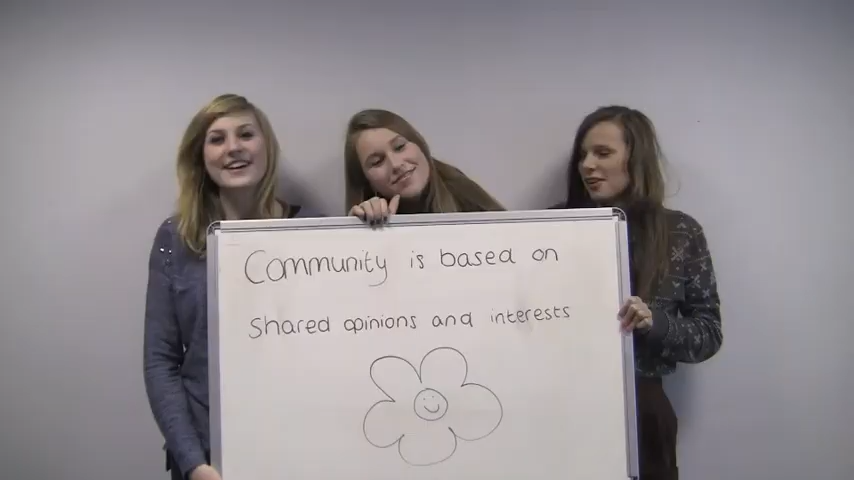 Community is based on
shared opinions and interests